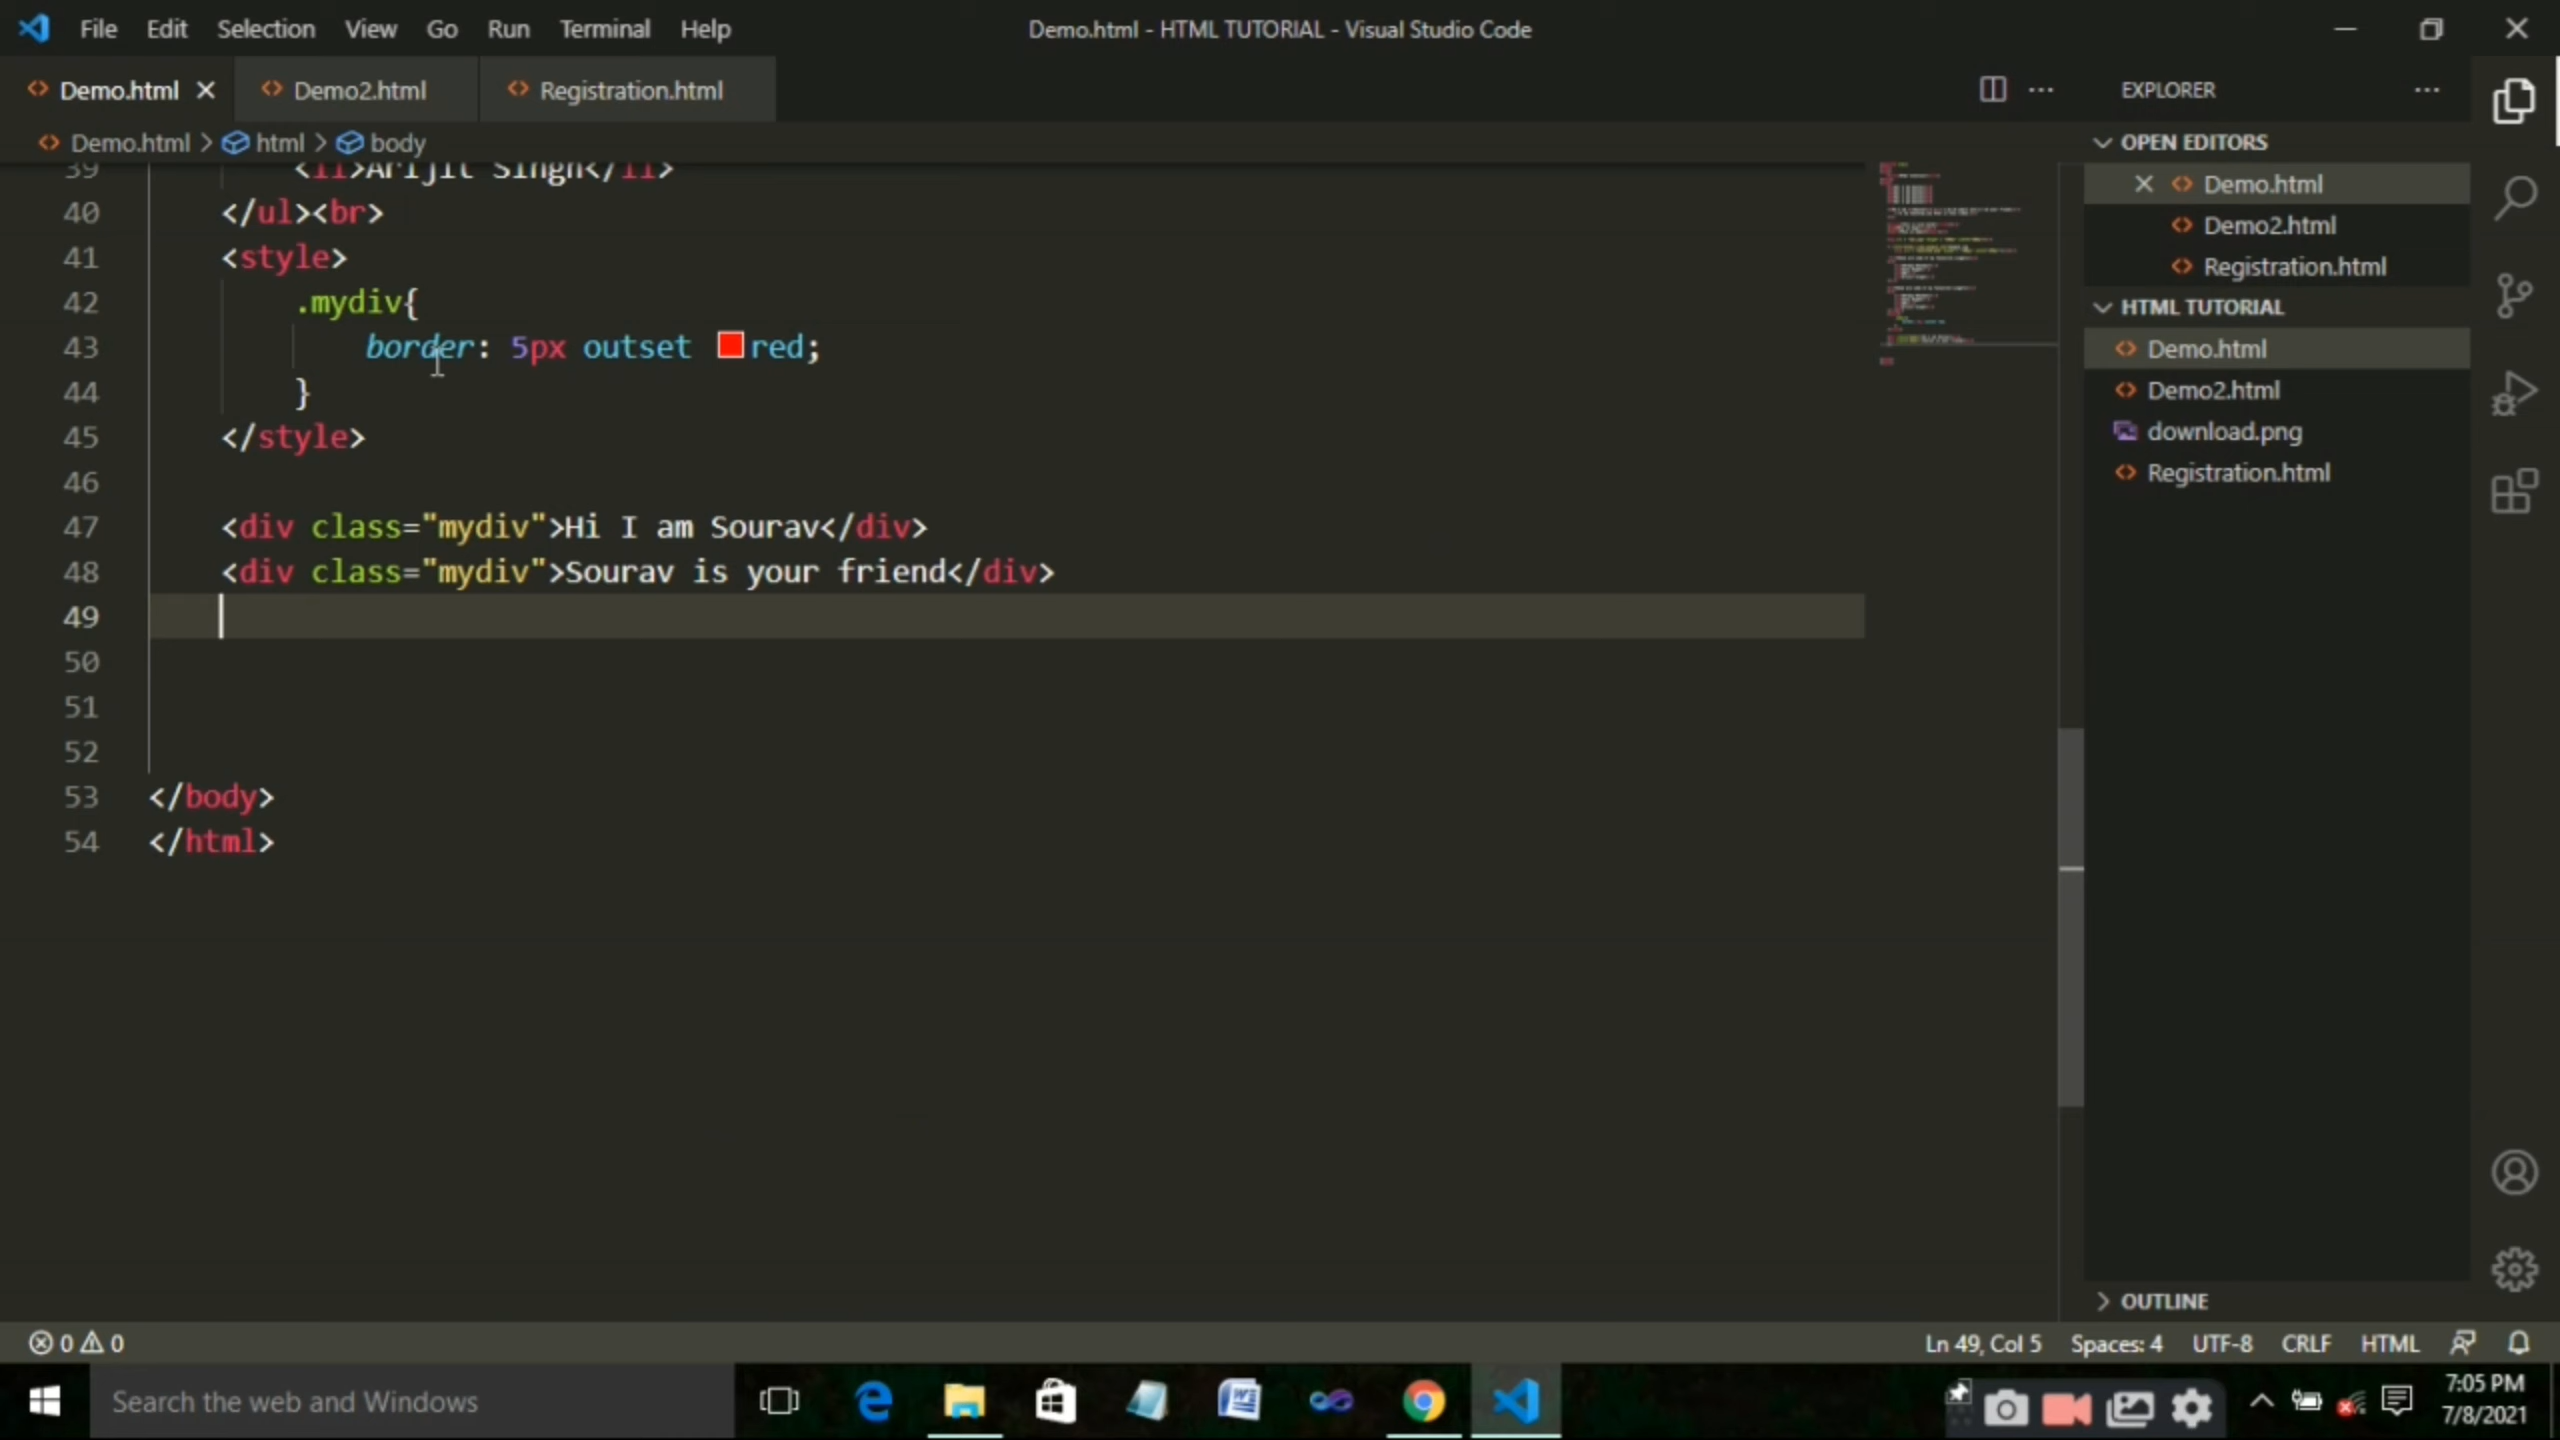 File Edit Selection View Go Run Terminal Help
Demo.html - HTML TUTORIAL - Visual Studio Code
Demo.html Demo2.html Registration.html
Demo.html > html > body
39 <li>Arijit Singh</li>
40 </ul><br>
41 <style>
42 .mydiv{
43 border: 5px outset red;
44 }
45 </style>
46
47 <div class="mydiv">Hi I am Sourav</div>
48 <div class="mydiv">Sourav is your friend</div>
49
50
51
52
53 </body>
54 </html>
EXPLORER
OPEN EDITORS
Demo.html
Demo2.html
Registration.html
HTML TUTORIAL
Demo.html
Demo2.html
download.png
Registration.html
OUTLINE
0 0
Ln 49, Col 5 Spaces: 4 UTF-8 CRLF HTML
Search the web and Windows
7:05 PM
7/8/2021